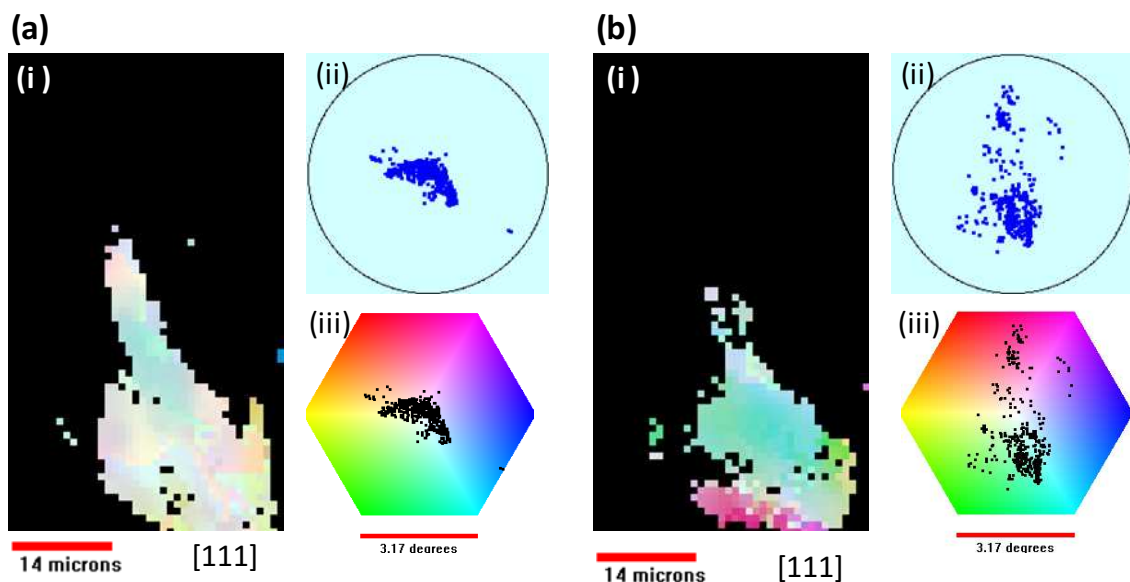 (a)
(i)
(ii)
(iii)
14 microns
[111]
3.17 degrees
(b)
(i)
(ii)
(iii)
14 microns
[111]
3.17 degrees